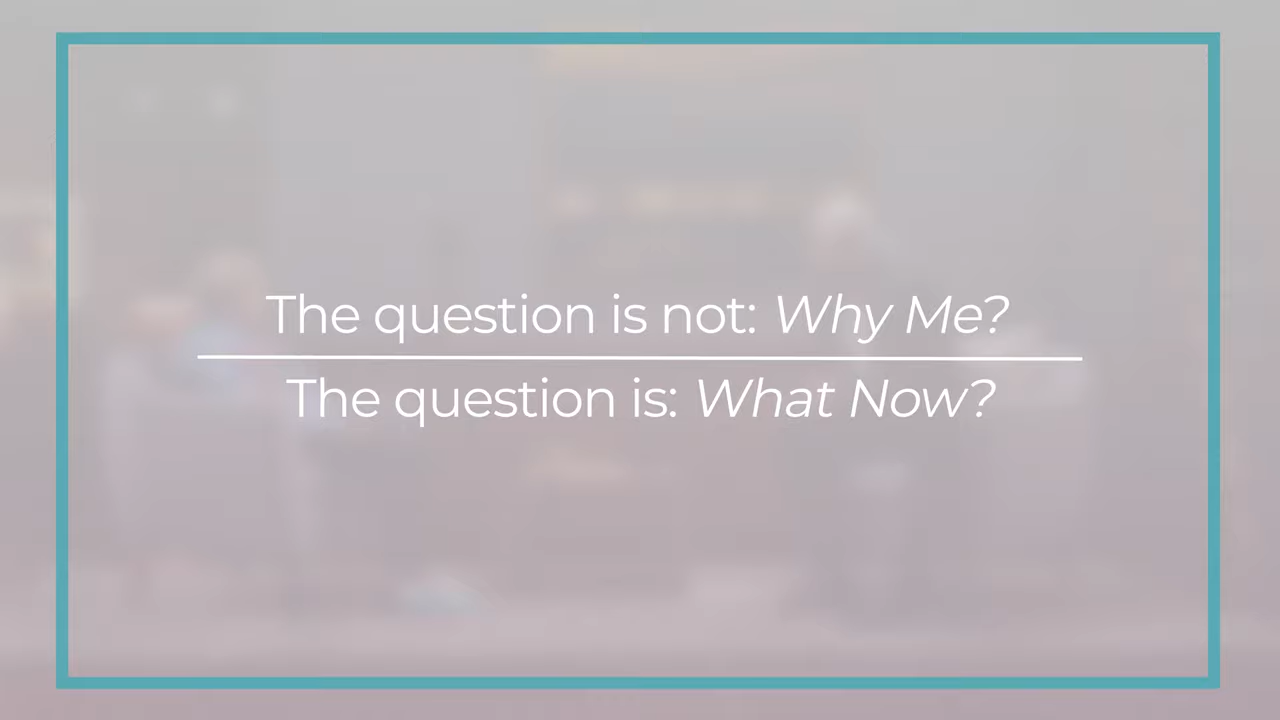 The question is not: Why Me?
The question is: What Now?